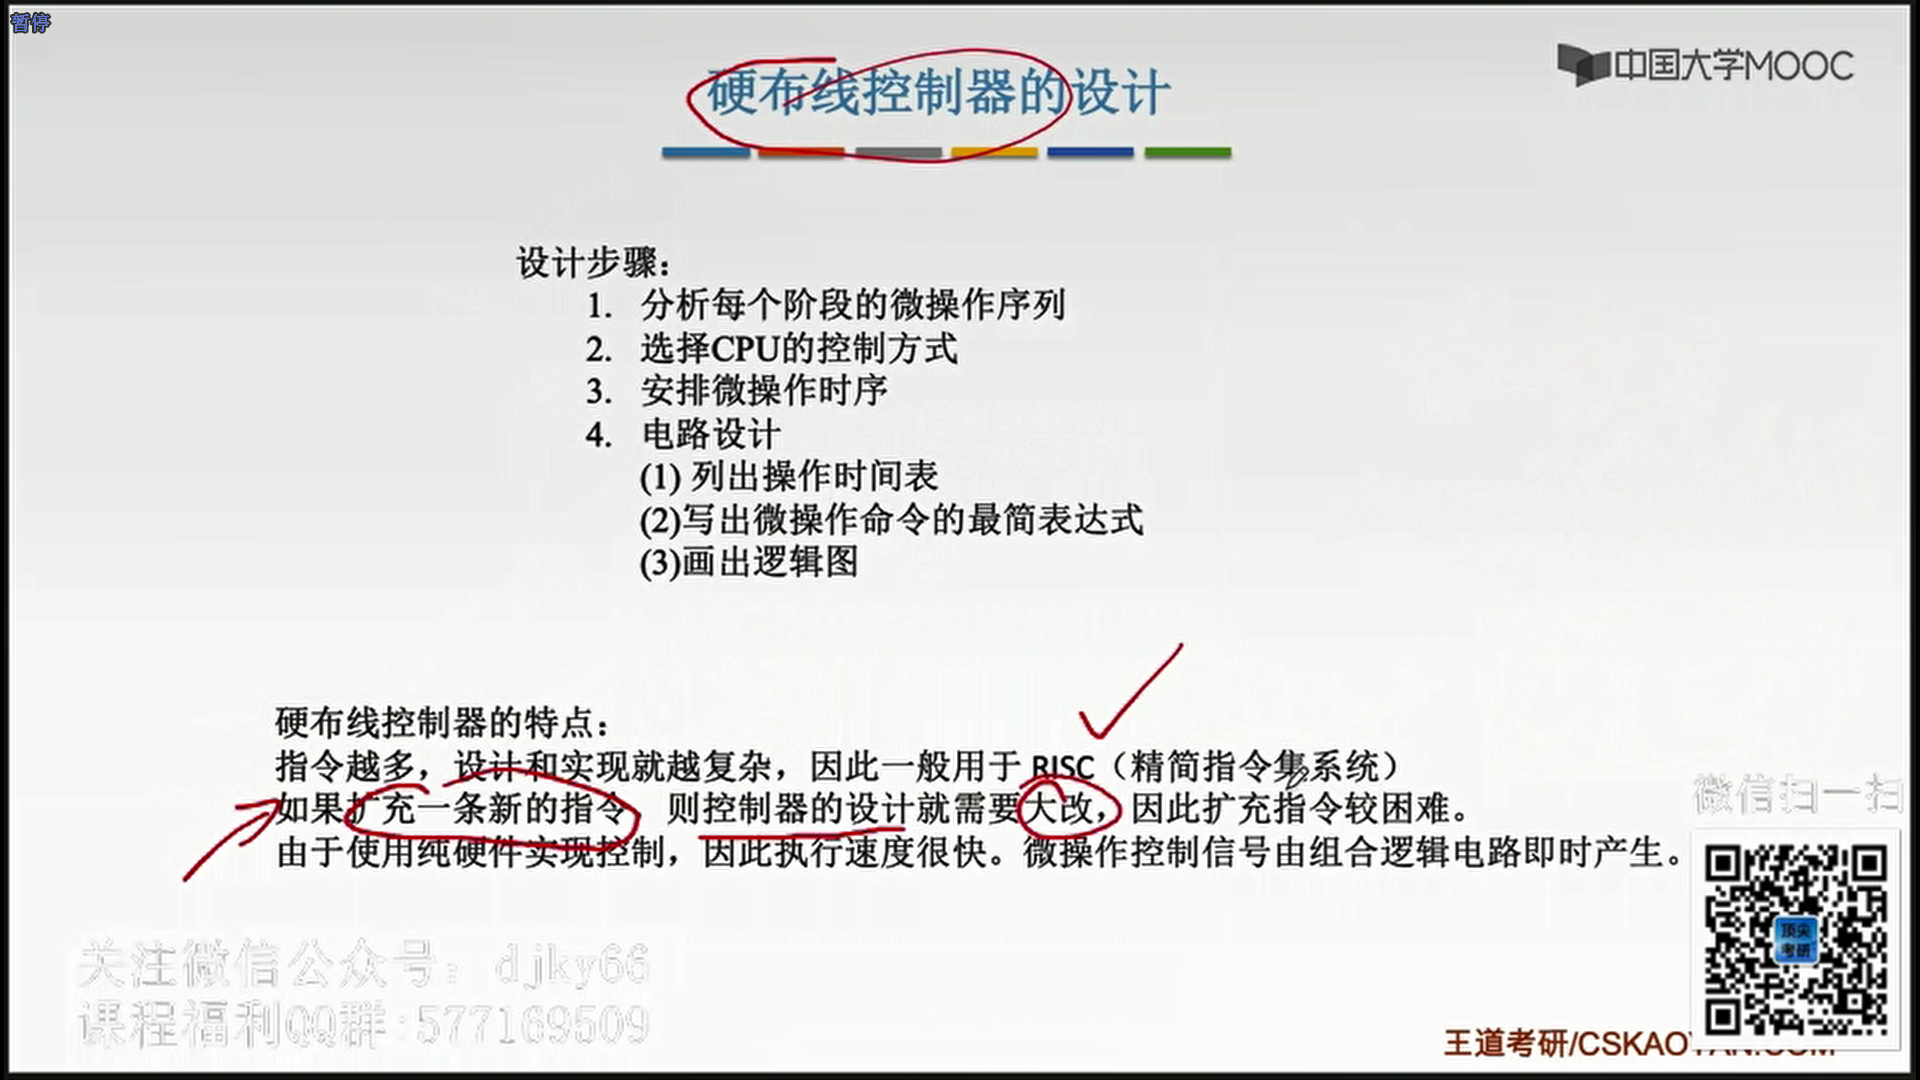 暂停
中国大学MOOC
硬布线控制器的设计
设计步骤：
1. 分析每个阶段的微操作序列
2. 选择CPU的控制方式
3. 安排微操作时序
4. 电路设计
(1) 列出操作时间表
(2)写出微操作命令的最简表达式
(3)画出逻辑图
硬布线控制器的特点：
指令越多，设计和实现就越复杂，因此一般用于 RISC（精简指令集系统）
如果扩充一条新的指令 则控制器的设计就需要大改，因此扩充指令较困难。
由于使用纯硬件实现控制，因此执行速度很快。微操作控制信号由组合逻辑电路即时产生。
微信扫一扫
顶尖
考研
关注微信公众号：djky66
课程福利QQ群:577169509
王道考研/CSKAOYAN.COM